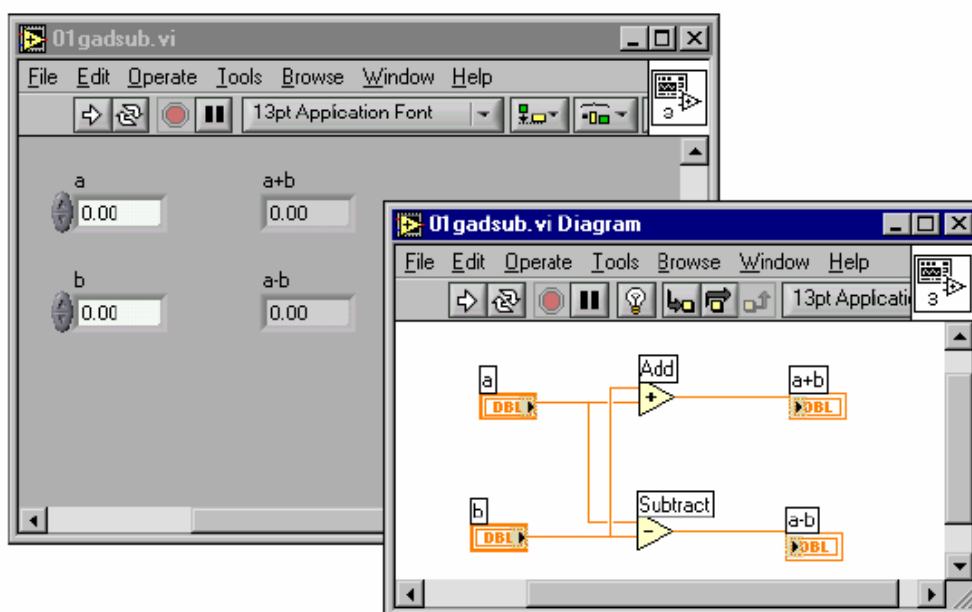 01gadsub.vi
File Edit Operate Tools Browse Window Help
13pt Application Font
3
a
0.00
a+b
0.00
b
0.00
a-b
0.00
01gadsub.vi Diagram
File Edit Operate Tools Browse Window Help
13pt Applicati
3
a
DBL
Add
+
a+b
DBL
b
DBL
Subtract
-
a-b
DBL